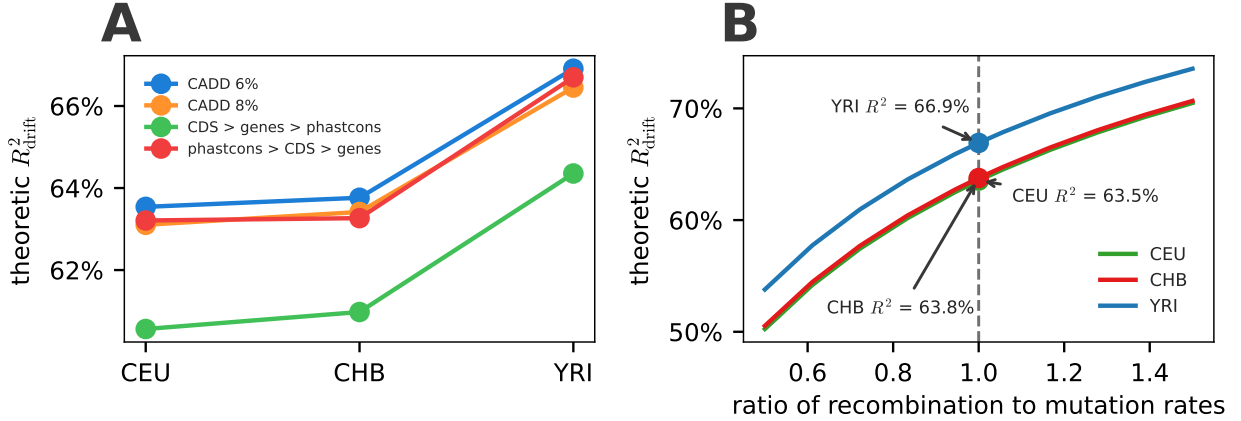 A
theoretic R²drift
66%
64%
62%
CADD 6%
CADD 8%
CDS > genes > phastcons
phastcons > CDS > genes
CEU CHB YRI
B
theoretic R²drift
70%
60%
50%
YRI R² = 66.9%
CEU R² = 63.5%
CHB R² = 63.8%
CEU
CHB
YRI
0.6 0.8 1.0 1.2 1.4
ratio of recombination to mutation rates